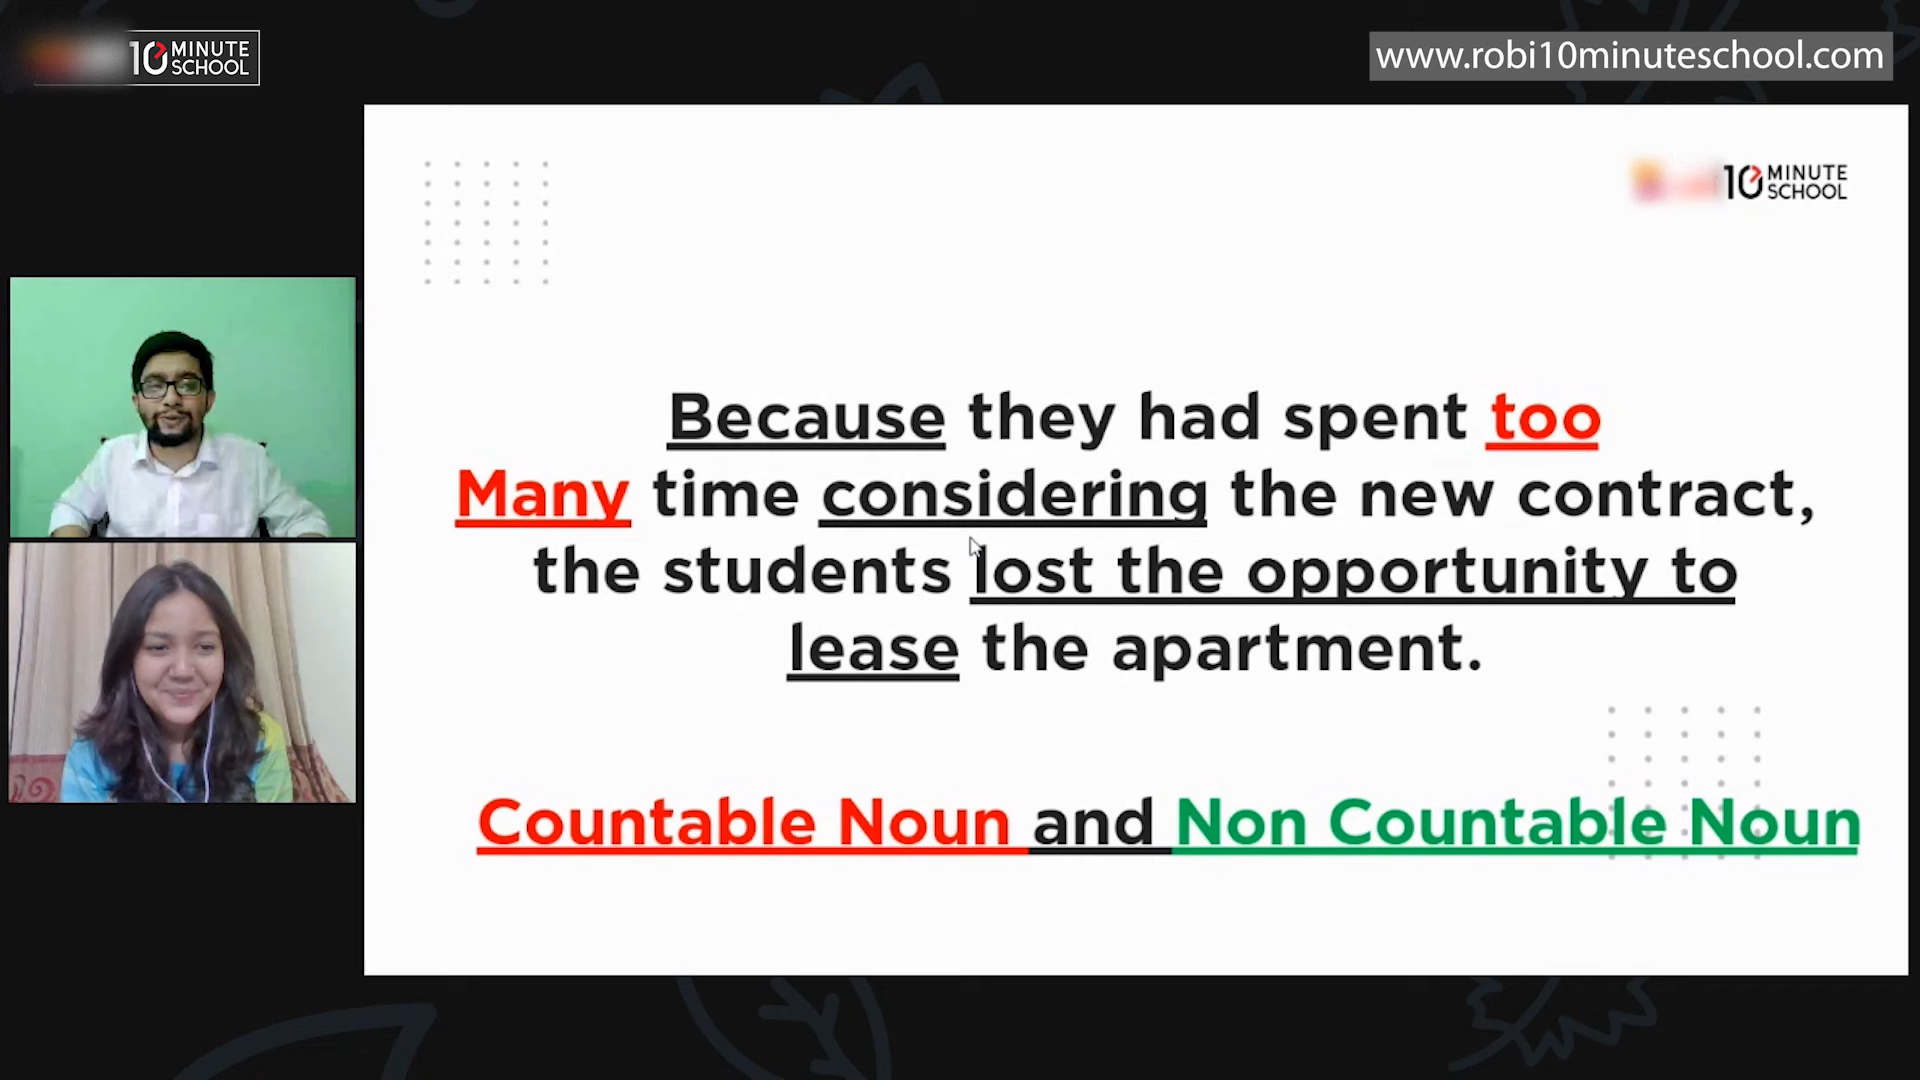 10 MINUTE SCHOOL
www.robi10minuteschool.com
10 MINUTE SCHOOL
Because they had spent too
Many time considering the new contract,
the students lost the opportunity to
lease the apartment.
Countable Noun and Non Countable Noun